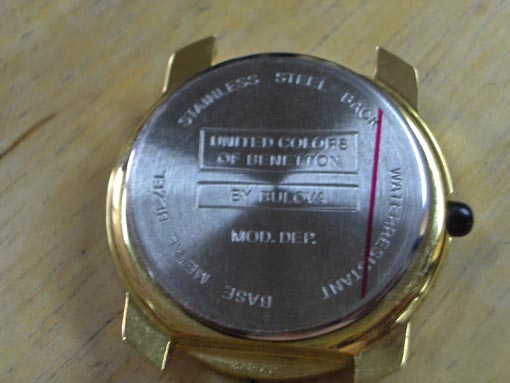 STAINLESS STEEL BACK
WATER RESISTANT
BASE METAL BEZEL
UNITED COLORS
OF BENETTON
BY BULOVA
MOD. DEP.